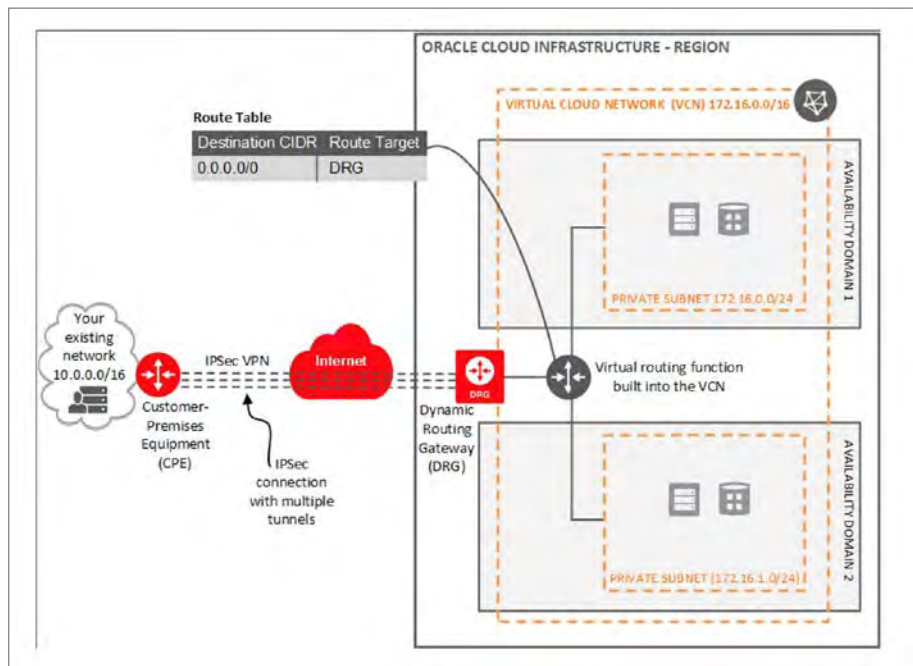 ORACLE CLOUD INFRASTRUCTURE - REGION
VIRTUAL CLOUD NETWORK (VCN) 172.16.0.0/16
Route Table
Destination CIDR Route Target
0.0.0.0/0 DRG
AVAILABILITY DOMAIN 1
PRIVATE SUBNET 172.16.0.0/24
Your
existing
network
10.0.0.0/16
IPSec VPN
Internet
DRG
Virtual routing function
built into the VCN
Customer-
Premises
Equipment
(CPE)
Dynamic
Routing
Gateway
(DRG)
IPSec
connection
with multiple
tunnels
AVAILABILITY DOMAIN 2
PRIVATE SUBNET (172.16.1.0/24)